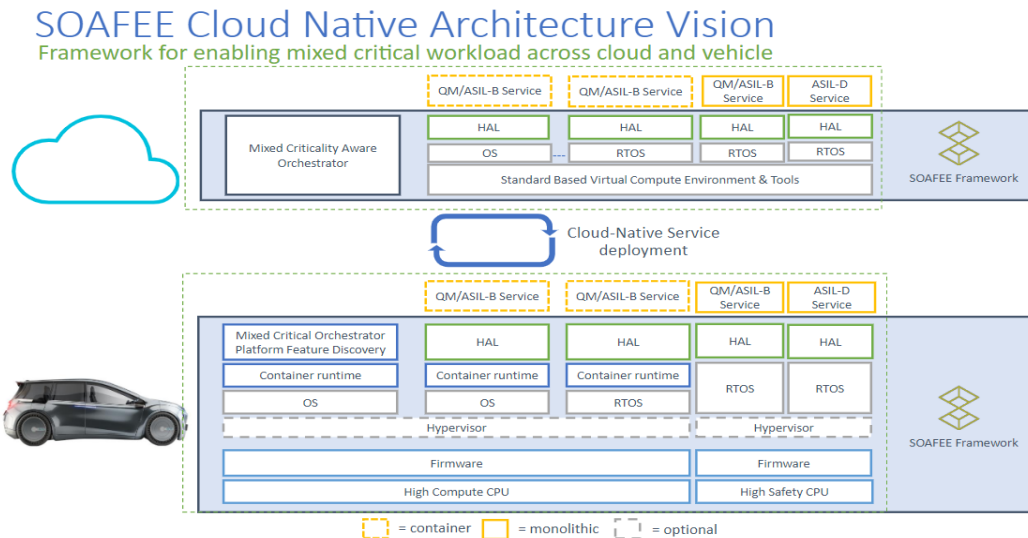 SOAFEE Cloud Native Architecture Vision
Framework for enabling mixed critical workload across cloud and vehicle
QM/ASIL-B Service
QM/ASIL-B Service
QM/ASIL-B
Service
ASIL-D
Service
Mixed Criticality Aware
Orchestrator
HAL
HAL
HAL
HAL
OS
RTOS
RTOS
RTOS
Standard Based Virtual Compute Environment & Tools
SOAFEE Framework
Cloud-Native Service
deployment
QM/ASIL-B Service
QM/ASIL-B Service
QM/ASIL-B
Service
ASIL-D
Service
Mixed Critical Orchestrator
Platform Feature Discovery
HAL
HAL
HAL
HAL
Container runtime
Container runtime
Container runtime
RTOS
RTOS
OS
OS
RTOS
Hypervisor
Hypervisor
SOAFEE Framework
Firmware
Firmware
High Compute CPU
High Safety CPU
= container
= monolithic
= optional